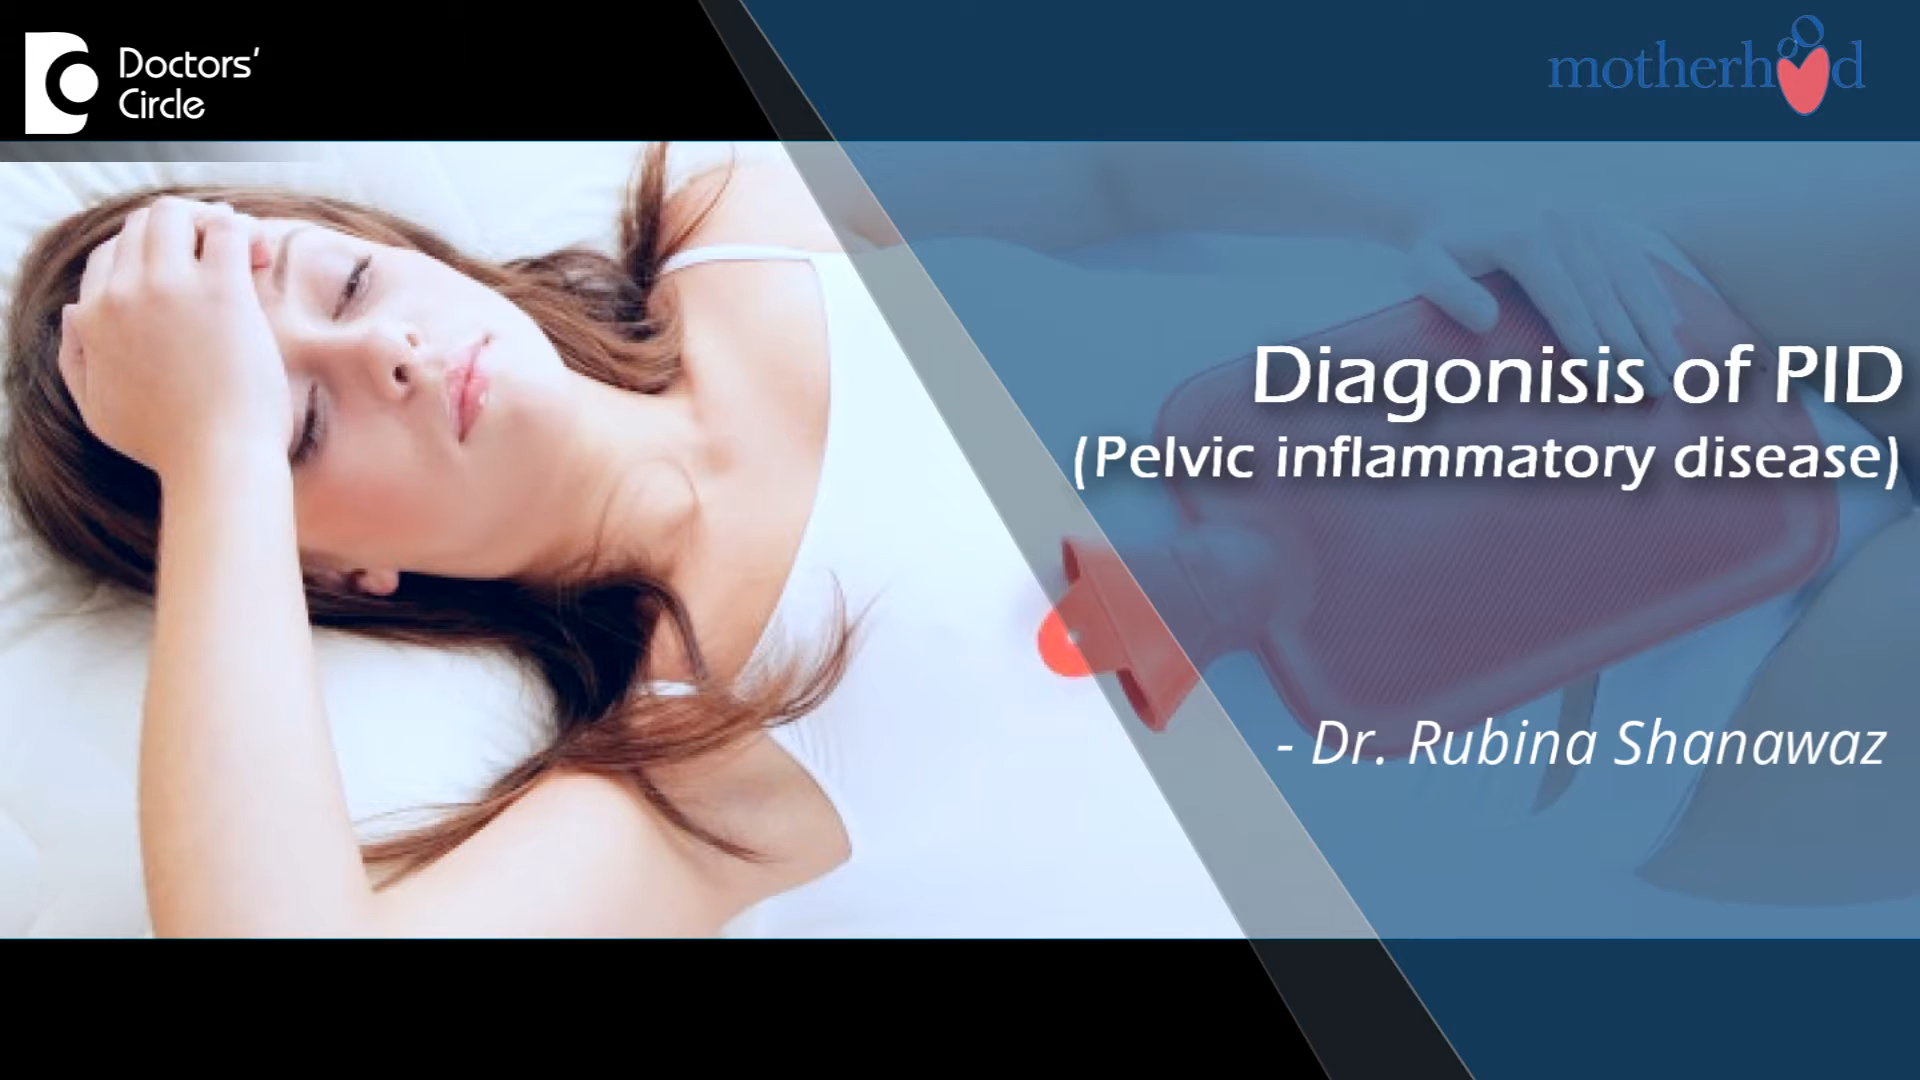 Doctors'
Circle
motherhood
Diagonisis of PID
(Pelvic inflammatory disease)
- Dr. Rubina Shanawaz